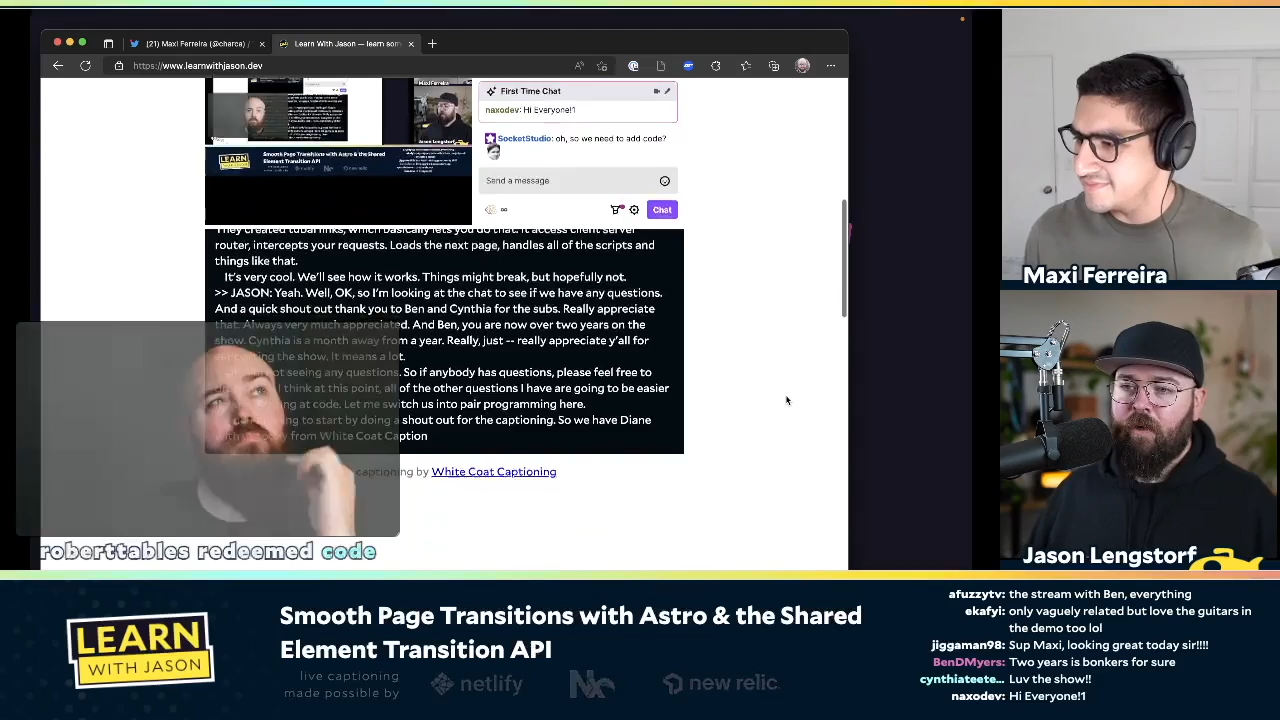 (21) Maxi Ferreira (@charca) /
Learn With Jason — learn som
https://www.learnwithjason.dev
First Time Chat
naxodev: Hi Everyone!1
SocketStudio: oh, so we need to add code?
Send a message
Chat
LEARN
Smooth Page Transitions with Astro & the Shared
Element Transition API
They created tubal links, which basically lets you do that. It access client server
router, intercepts your requests. Loads the next page, handles all of the scripts and
things like that.
It's very cool. We'll see how it works. Things might break, but hopefully not.
>> JASON: Yeah. Well, OK, so I'm looking at the chat to see if we have any questions.
And a quick shout out thank you to Ben and Cynthia for the subs. Really appreciate
that. Always very much appreciated. And Ben, you are now over two years on the
show. Cynthia is a month away from a year. Really, just -- really appreciate y'all for
the show. It means a lot.
not seeing any questions. So if anybody has questions, please feel free to
I think at this point, all of the other questions I have are going to be easier
at code. Let me switch us into pair programming here.
to start by doing a shout out for the captioning. So we have Diane
from White Coat Caption
captioning by White Coat Captioning
roberttables redeemed code
Maxi Ferreira
Jason Lengstorf
LEARN
WITH JASON
Smooth Page Transitions with Astro & the Shared
Element Transition API
live captioning
made possible by
netlify
Nx
new relic
afuzzytv: the stream with Ben, everything
ekafyi: only vaguely related but love the guitars in
the demo too lol
jiggaman98: Sup Maxi, looking great today sir!!!!
BenDMyers: Two years is bonkers for sure
cynthiateete... Luv the show!!
naxodev: Hi Everyone!1